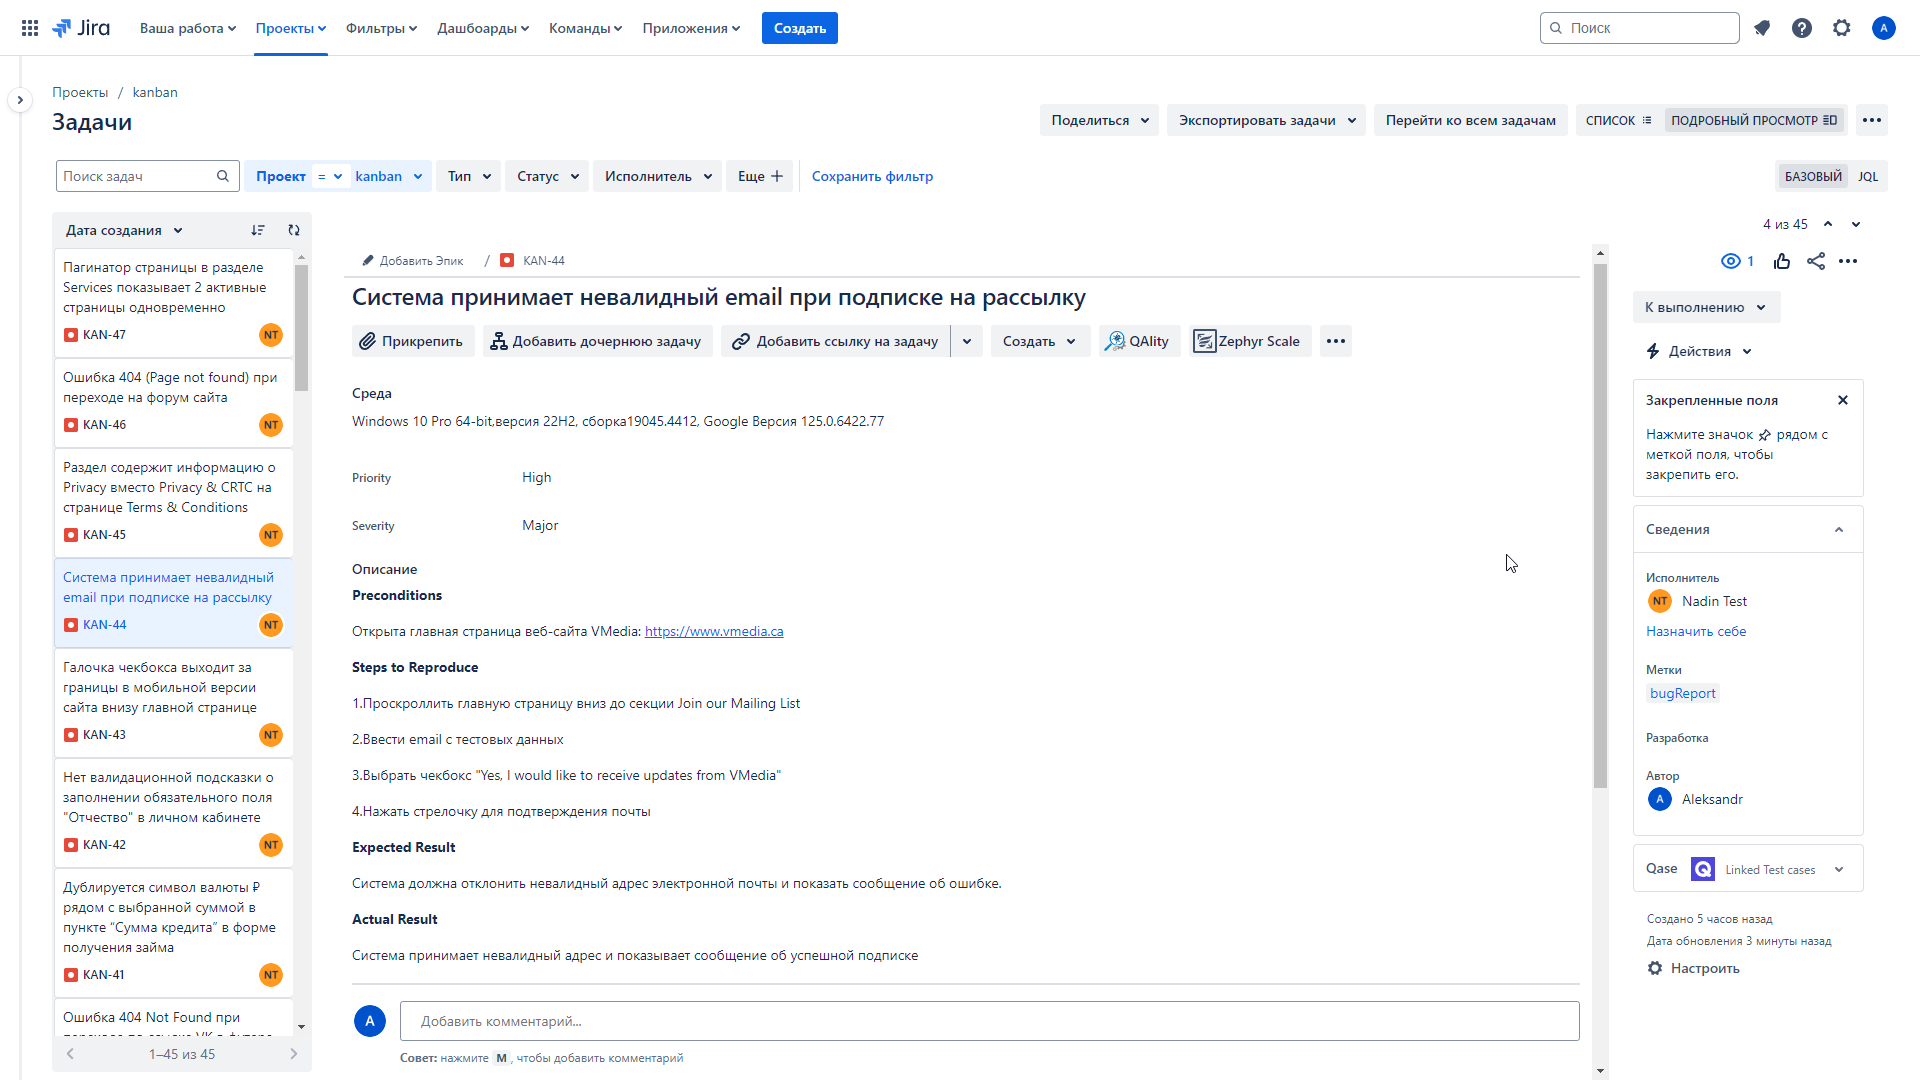 Jira
Ваша работа
Проекты
Фильтры
Дашбоарды
Команды
Приложения
Создать
Поиск
A
Проекты / kanban
Задачи
Поделиться
Экспортировать задачи
Перейти ко всем задачам
СПИСОК
ПОДРОБНЫЙ ПРОСМОТР
Поиск задач
Проект = kanban
Тип
Статус
Исполнитель
Еще
Сохранить фильтр
БАЗОВЫЙ
JQL
Дата создания
Пагинатор страницы в разделе
Services показывает 2 активные
страницы одновременно
KAN-47
NT
Ошибка 404 (Page not found) при
переходе на форум сайта
KAN-46
NT
Раздел содержит информацию о
Privacy вместо Privacy & CRTC на
странице Terms & Conditions
KAN-45
NT
Система принимает невалидный
email при подписке на рассылку
KAN-44
NT
Галочка чекбокса выходит за
границы в мобильной версии
сайта внизу главной странице
KAN-43
NT
Нет валидационной подсказки о
заполнении обязательного поля
"Отчество" в личном кабинете
KAN-42
NT
Дублируется символ валюты ₽
рядом с выбранной суммой в
пункте “Сумма кредита” в форме
получения займа
KAN-41
NT
Ошибка 404 Not Found при
1–45 из 45
Добавить Эпик / KAN-44
Система принимает невалидный email при подписке на рассылку
Прикрепить
Добавить дочернюю задачу
Добавить ссылку на задачу
Создать
QAlity
Zephyr Scale
Среда
Windows 10 Pro 64-bit,версия 22H2, сборка19045.4412, Google Версия 125.0.6422.77
Priority High
Severity Major
Описание
Preconditions
Открыта главная страница веб-сайта VMedia: https://www.vmedia.ca
Steps to Reproduce
1.Проскроллить главную страницу вниз до секции Join our Mailing List
2.Ввести email с тестовых данных
3.Выбрать чекбокс "Yes, I would like to receive updates from VMedia"
4.Нажать стрелочку для подтверждения почты
Expected Result
Система должна отклонить невалидный адрес электронной почты и показать сообщение об ошибке.
Actual Result
Система принимает невалидный адрес и показывает сообщение об успешной подписке
A
Добавить комментарий...
Совет: нажмите M, чтобы добавить комментарий
4 из 45
1
К выполнению
Действия
Закрепленные поля
Нажмите значок рядом с
меткой поля, чтобы
закрепить его.
Сведения
Исполнитель
NT Nadin Test
Назначить себе
Метки
bugReport
Разработка
Автор
A Aleksandr
Qase Linked Test cases
Создано 5 часов назад
Дата обновления 3 минуты назад
Настроить